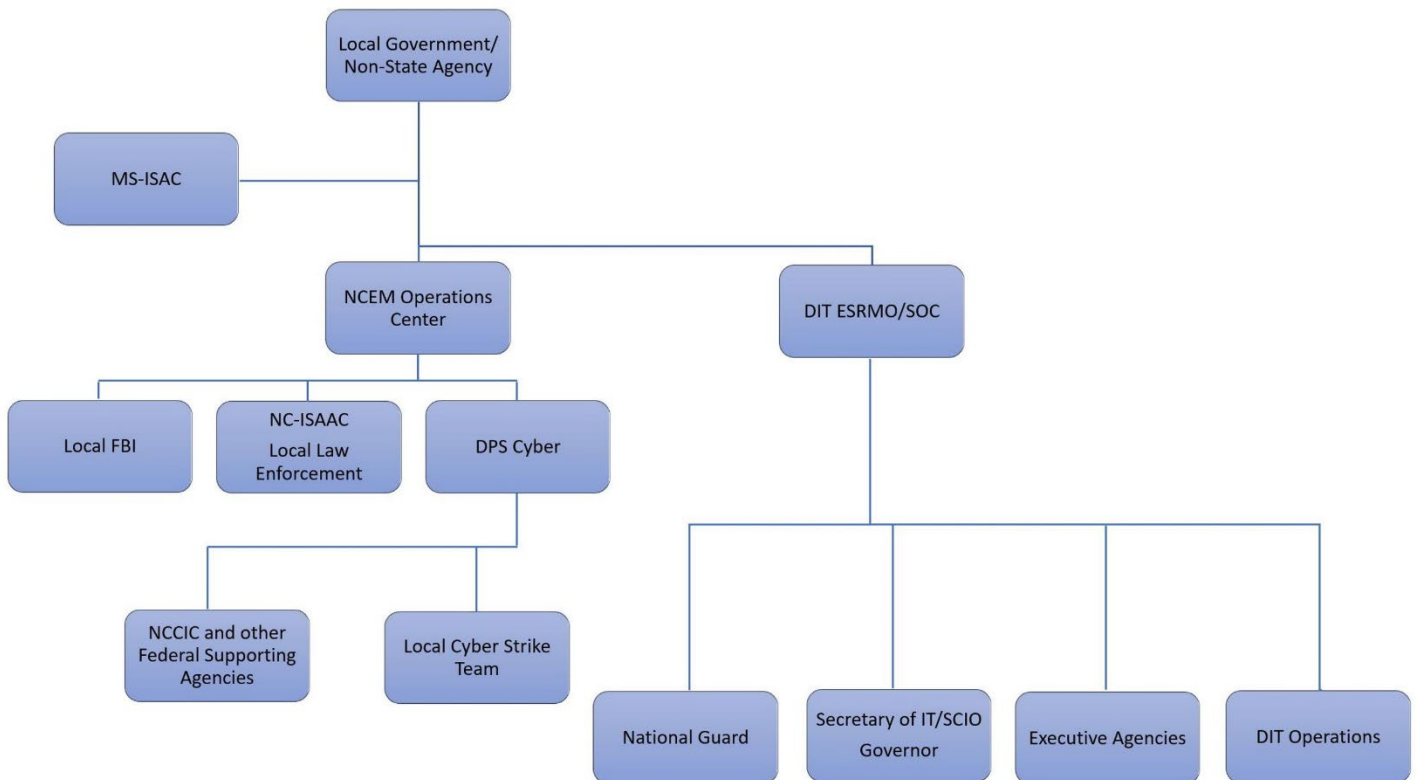 Local Government/
Non-State Agency
MS-ISAC
NCEM Operations
Center
DIT ESRMO/SOC
Local FBI
NC-ISAAC
Local Law
Enforcement
DPS Cyber
NCCIC and other
Federal Supporting
Agencies
Local Cyber Strike
Team
National Guard
Secretary of IT/SCIO
Governor
Executive Agencies
DIT Operations